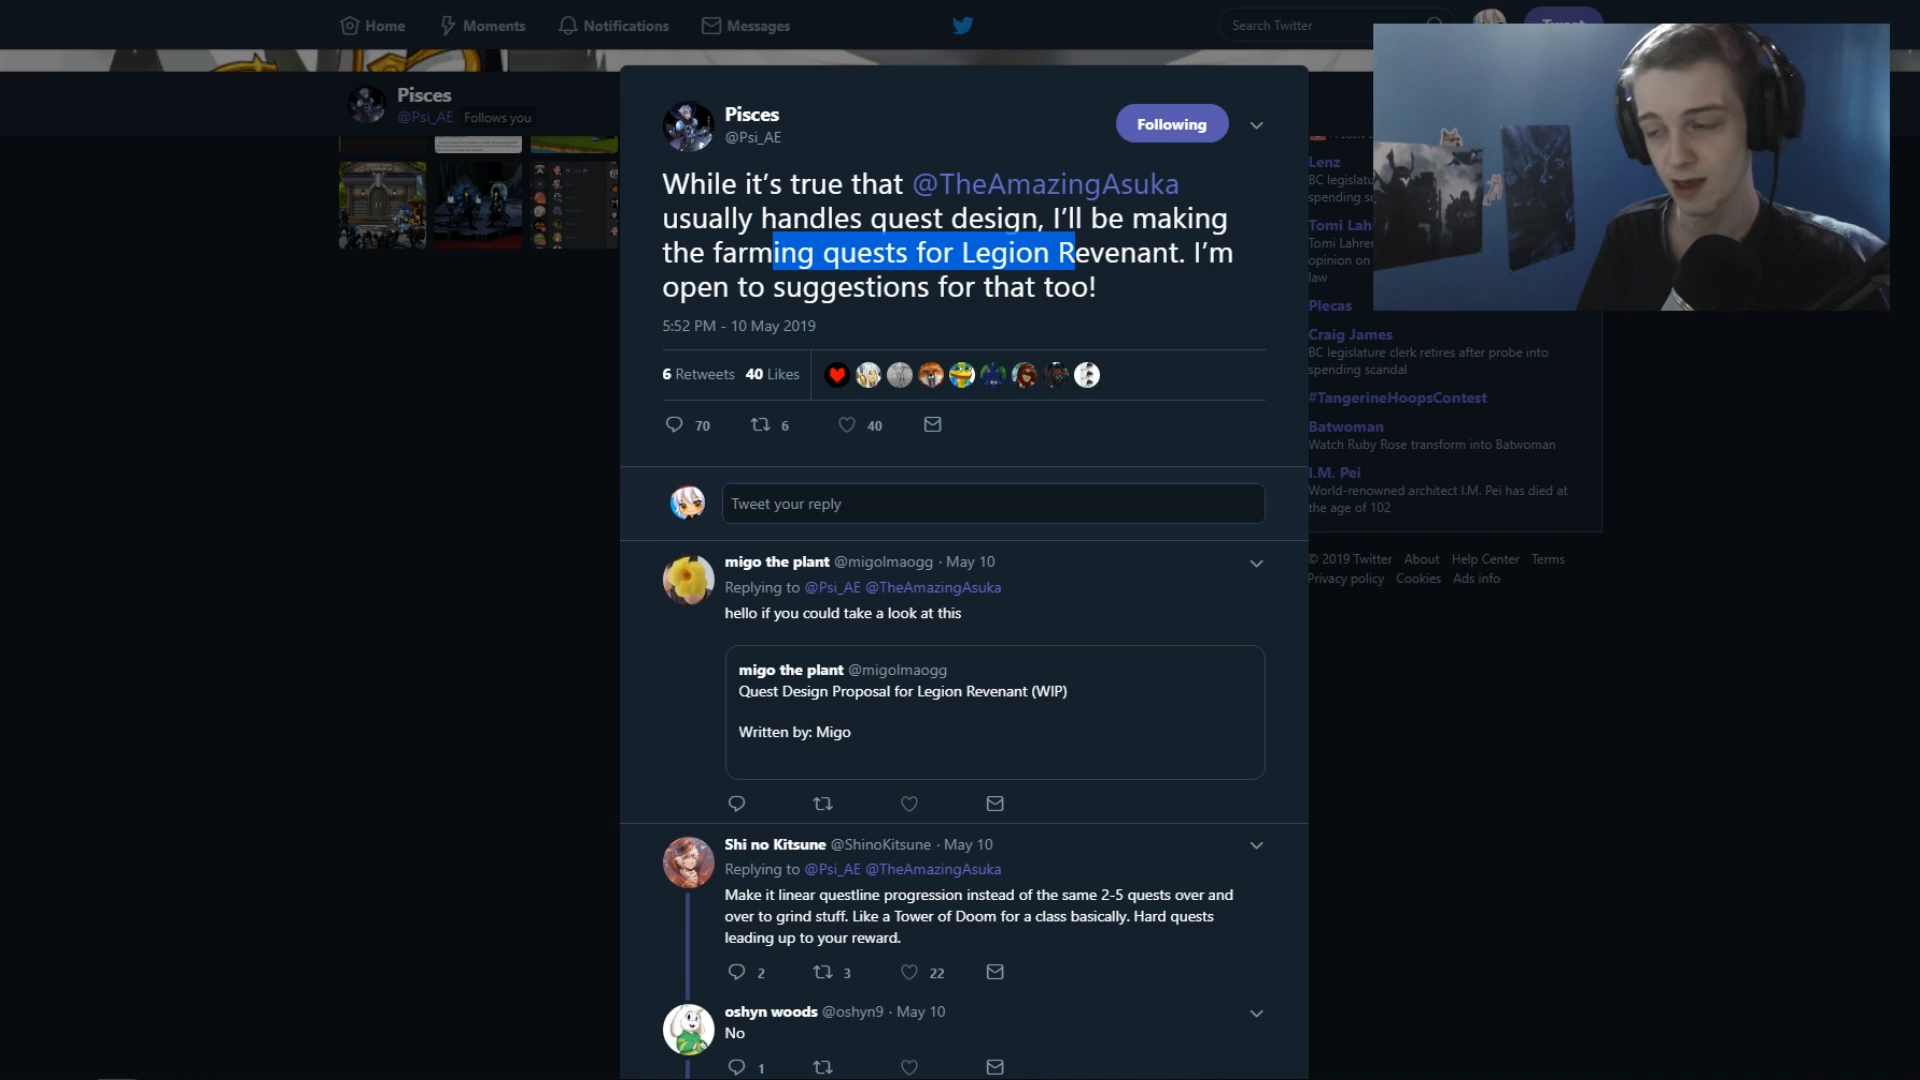 Home
Moments
Notifications
Messages
Search Twitter
Tweet
Pisces
@Psi_AE Follows you
Pisces
@Psi_AE
Following
While it's true that @TheAmazingAsuka
usually handles quest design, I'll be making
the farming quests for Legion Revenant. I'm
open to suggestions for that too!
5:52 PM - 10 May 2019
6 Retweets 40 Likes
70 6 40
Tweet your reply
migo the plant @migolmaogg · May 10
Replying to @Psi_AE @TheAmazingAsuka
hello if you could take a look at this
migo the plant @migolmaogg
Quest Design Proposal for Legion Revenant (WIP)
Written by: Migo
Shi no Kitsune @ShinoKitsune · May 10
Replying to @Psi_AE @TheAmazingAsuka
Make it linear questline progression instead of the same 2-5 quests over and
over to grind stuff. Like a Tower of Doom for a class basically. Hard quests
leading up to your reward.
2 3 22
oshyn woods @oshyn9 · May 10
No
1
Lenz
BC
spending
Tomi
Tomi
opinion on
law
Plecas
Craig James
BC legislature clerk retires after probe into
spending scandal
#TangerineHoopsContest
Batwoman
Watch Ruby Rose transform into Batwoman
I.M. Pei
World-renowned architect I.M. Pei has died at
the age of 102
© 2019 Twitter About Help Center Terms
Privacy policy Cookies Ads info